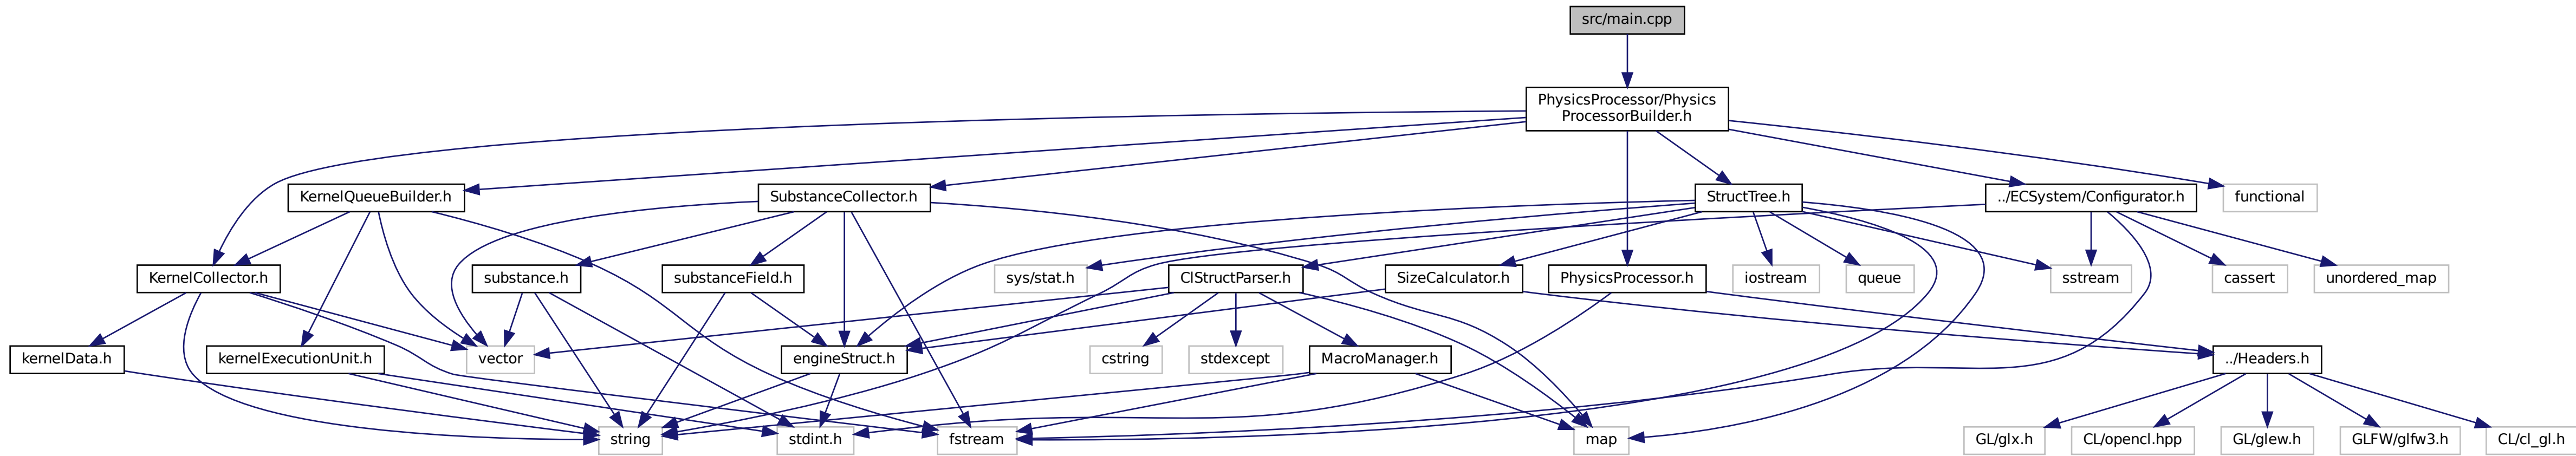 src/main.cpp
PhysicsProcessor/Physics
ProcessorBuilder.h
KernelQueueBuilder.h
SubstanceCollector.h
StructTree.h
../ECSystem/Configurator.h
functional
KernelCollector.h
substance.h
substanceField.h
sys/stat.h
ClStructParser.h
SizeCalculator.h
PhysicsProcessor.h
iostream
queue
sstream
cassert
unordered_map
kernelData.h
kernelExecutionUnit.h
vector
engineStruct.h
cstring
stdexcept
MacroManager.h
../Headers.h
string
stdint.h
fstream
map
GL/glx.h
CL/opencl.hpp
GL/glew.h
GLFW/glfw3.h
CL/cl_gl.h